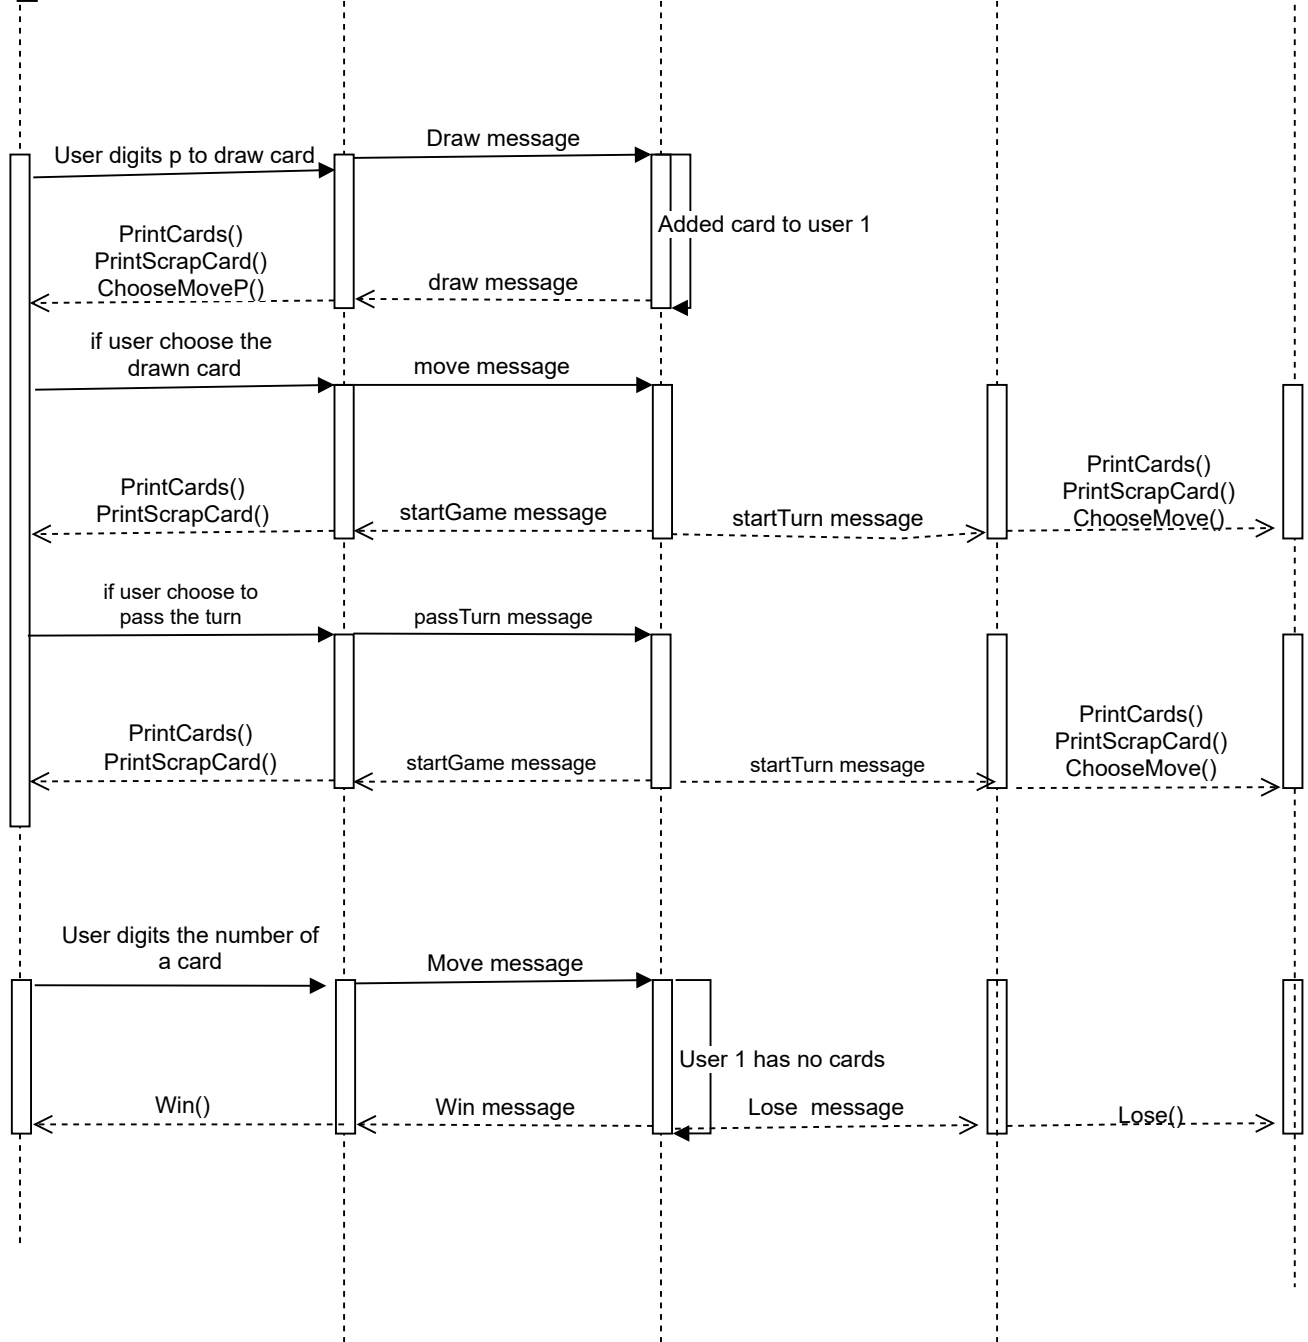 Draw message
User digits p to draw card
Added card to user 1
PrintCards()
PrintScrapCard()
ChooseMoveP()
draw message
if user choose the
drawn card
move message
PrintCards()
PrintScrapCard()
startGame message
startTurn message
PrintCards()
PrintScrapCard()
ChooseMove()
if user choose to
pass the turn
passTurn message
PrintCards()
PrintScrapCard()
startGame message
startTurn message
PrintCards()
PrintScrapCard()
ChooseMove()
User digits the number of
a card
Move message
User 1 has no cards
Win()
Win message
Lose  message
Lose()